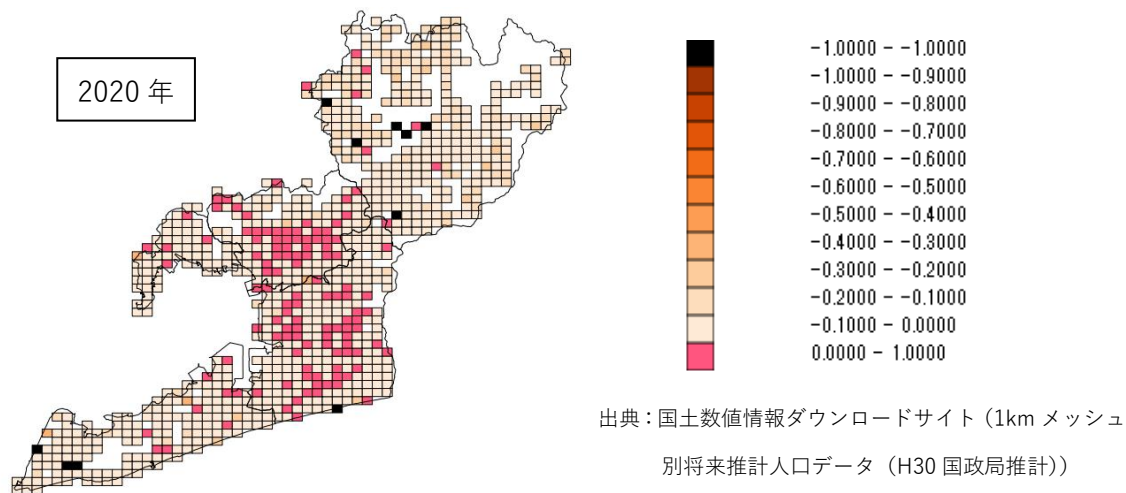 2020 年
-1.0000 - -1.0000
-1.0000 - -0.9000
-0.9000 - -0.8000
-0.8000 - -0.7000
-0.7000 - -0.6000
-0.6000 - -0.5000
-0.5000 - -0.4000
-0.4000 - -0.3000
-0.3000 - -0.2000
-0.2000 - -0.1000
-0.1000 - 0.0000
0.0000 - 1.0000
出典：国土数値情報ダウンロードサイト（1km メッシュ
別将来推計人口データ（H30 国政局推計））